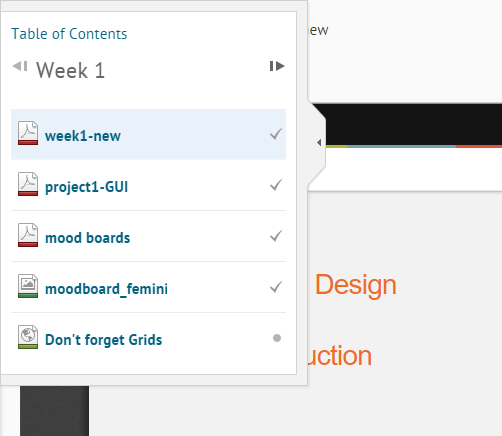 Table of Contents
Week 1
week1-new
project1-GUI
mood boards
moodboard_femini
Don't forget Grids
ew
Design
uction